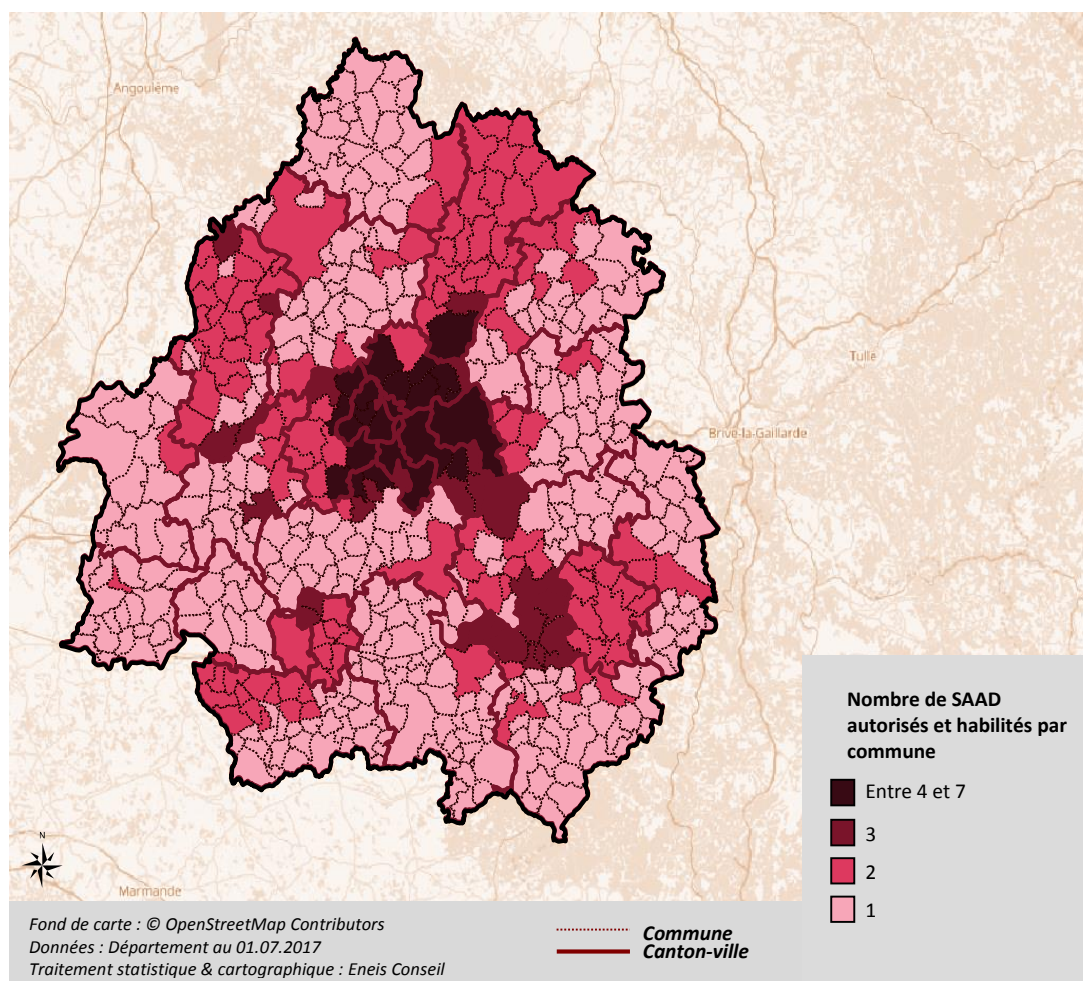 Angoulême
Tulle
Brive-la-Gaillarde
Nombre de SAAD
autorisés et habilités par
commune
Entre 4 et 7
3
2
1
N
Marmande
Fond de carte : © OpenStreetMap Contributors
Données : Département au 01.07.2017
Traitement statistique & cartographique : Eneis Conseil
Commune
Canton-ville